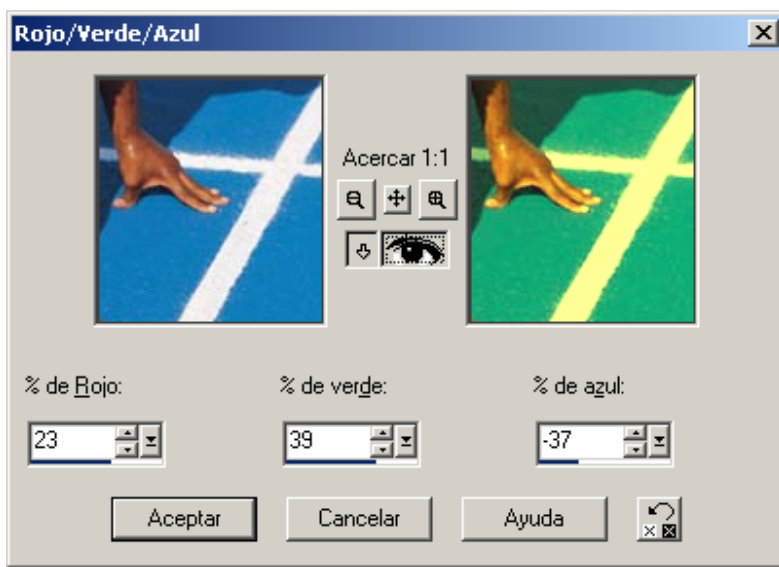 Rojo/Verde/Azul
Acercar 1:1
% de Rojo:
% de verde:
% de azul:
23
39
-37
Aceptar
Cancelar
Ayuda